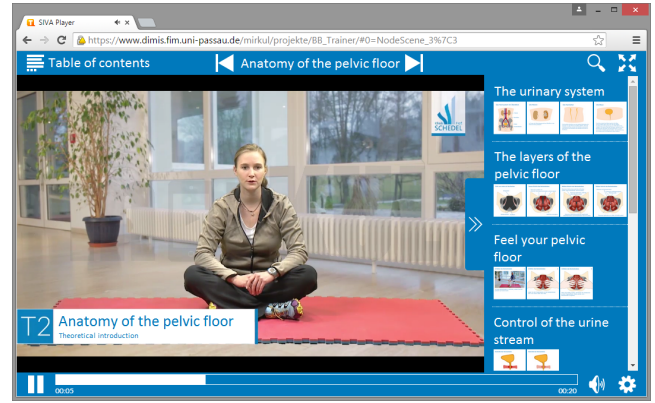 SIVA Player
https://www.dimis.fim.uni-passau.de/mirkul/projekte/BB_Trainer/#0=NodeScene_3%7C3
Table of contents
Anatomy of the pelvic floor
SCHEDEL
T2
Anatomy of the pelvic floor
Theoretical introduction
The urinary system
The layers of the
pelvic floor
Feel your pelvic
floor
Control of the urine
stream
00:05
00:20